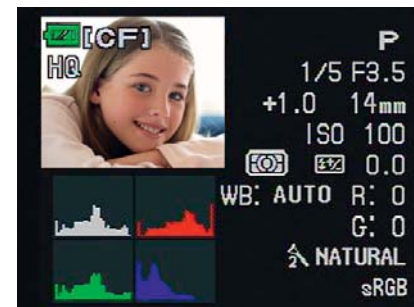 [CF]
HQ
P
1/5 F3.5
+1.0 14mm
ISO 100
0.0
WB: AUTO R: 0
G: 0
NATURAL
sRGB